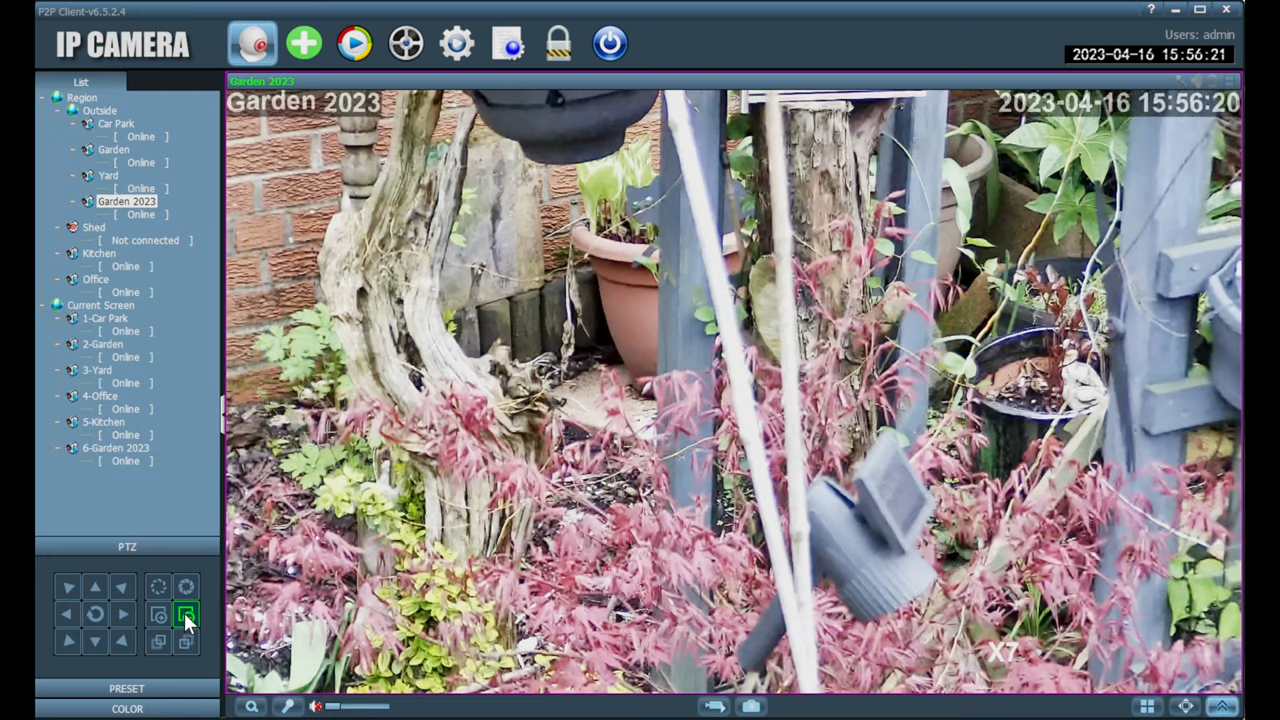 P2P Client-v6.5.2.4
?
IP CAMERA
Users: admin
2023-04-16 15:56:21
List
Region
Outside
Car Park
[ Online ]
Garden
[ Online ]
Yard
[ Online ]
Garden 2023
[ Online ]
Shed
[ Not connected ]
Kitchen
[ Online ]
Office
[ Online ]
Current Screen
1-Car Park
[ Online ]
2-Garden
[ Online ]
3-Yard
[ Online ]
4-Office
[ Online ]
5-Kitchen
[ Online ]
6-Garden 2023
[ Online ]
PTZ
PRESET
COLOR
Garden 2023
Garden 2023
2023-04-16 15:56:20
X7